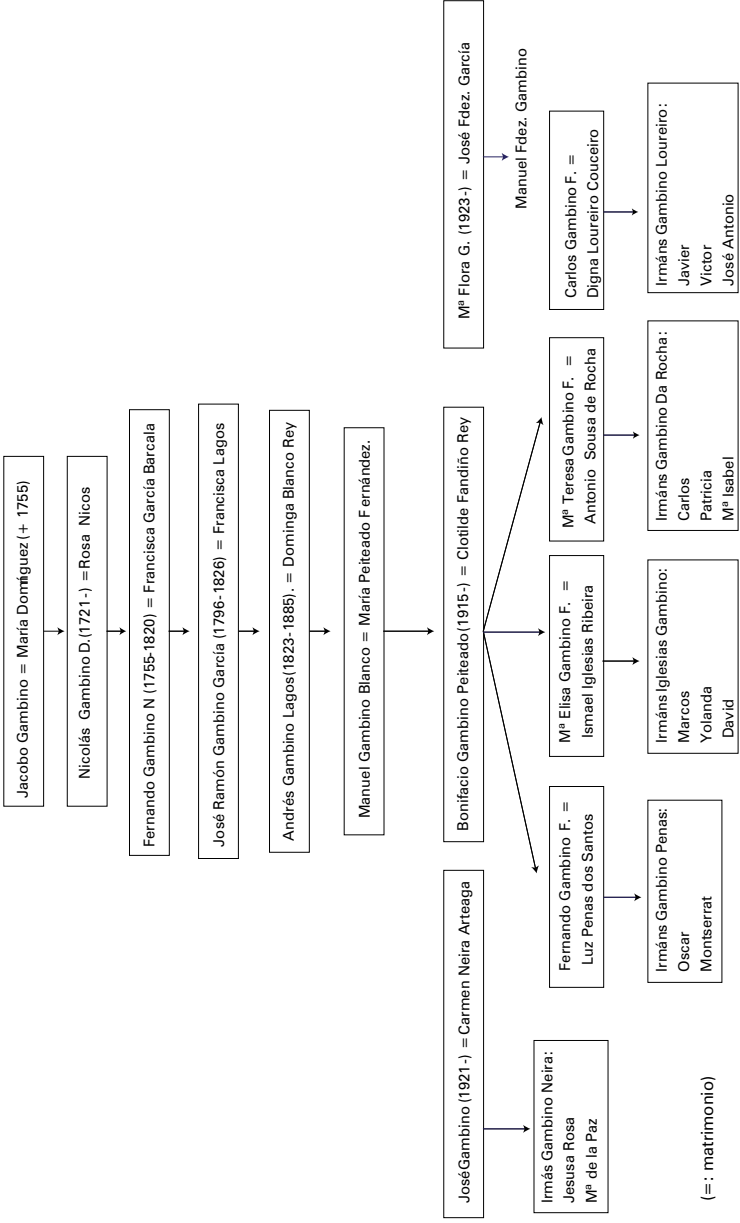 Jacobo Gambino = María Domínguez (+ 1755)
Nicolás Gambino D.(1721-) = Rosa Nicos
Fernando Gambino N (1755-1820) = Francisca García Barcala
José Ramón Gambino García (1796-1826) = Francisca Lagos
Andrés Gambino Lagos(1823-1885). = Dominga Blanco Rey
Manuel Gambino Blanco = María Peiteado Fernández.
JoséGambino (1921-) = Carmen Neira Arteaga
Bonifacio Gambino Peiteado(1915-) = Clotilde Fandiño Rey
Mª Flora G. (1923-) = José Fdez. García
Manuel Fdez. Gambino
Irmás Gambino Neira:
Jesusa Rosa
Mª de la Paz
Fernando Gambino F. =
Luz Penas dos Santos
Mª Elisa Gambino F. =
Ismael Iglesias Ribeira
Mª Teresa Gambino F. =
Antonio Sousa de Rocha
Carlos Gambino F. =
Digna Loureiro Couceiro
Irmáns Gambino Penas:
Oscar
Montserrat
Irmáns Iglesias Gambino:
Marcos
Yolanda
David
Irmáns Gambino Da Rocha:
Carlos
Patricia
Mª Isabel
Irmáns Gambino Loureiro:
Javier
Victor
José Antonio
(=: matrimonio)